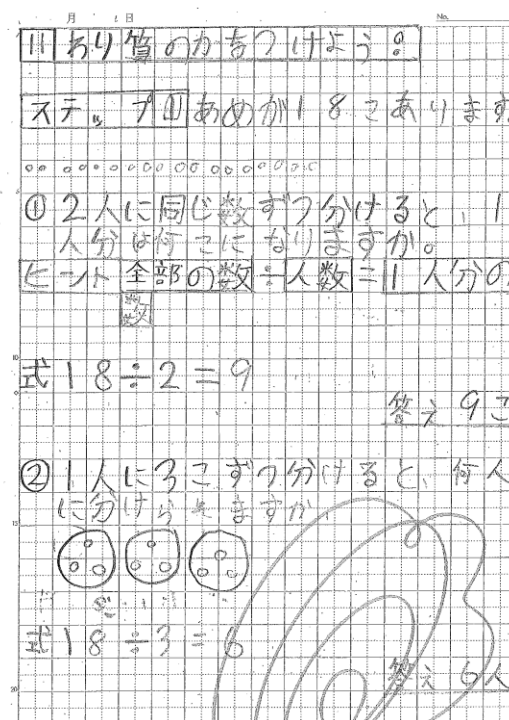 月 日 No.
11 わり算のかきつけよう。
ステップ① あめが18こあります
①2人に同じ数ずつ分けると、1
人分は何こになりますか。
ヒント 全部の数÷人数=1人分の
数
式18÷2=9
答え 9こ
②1人に3こずつ分けると、何人
に分けられますか
式18÷3=6
答え 6人